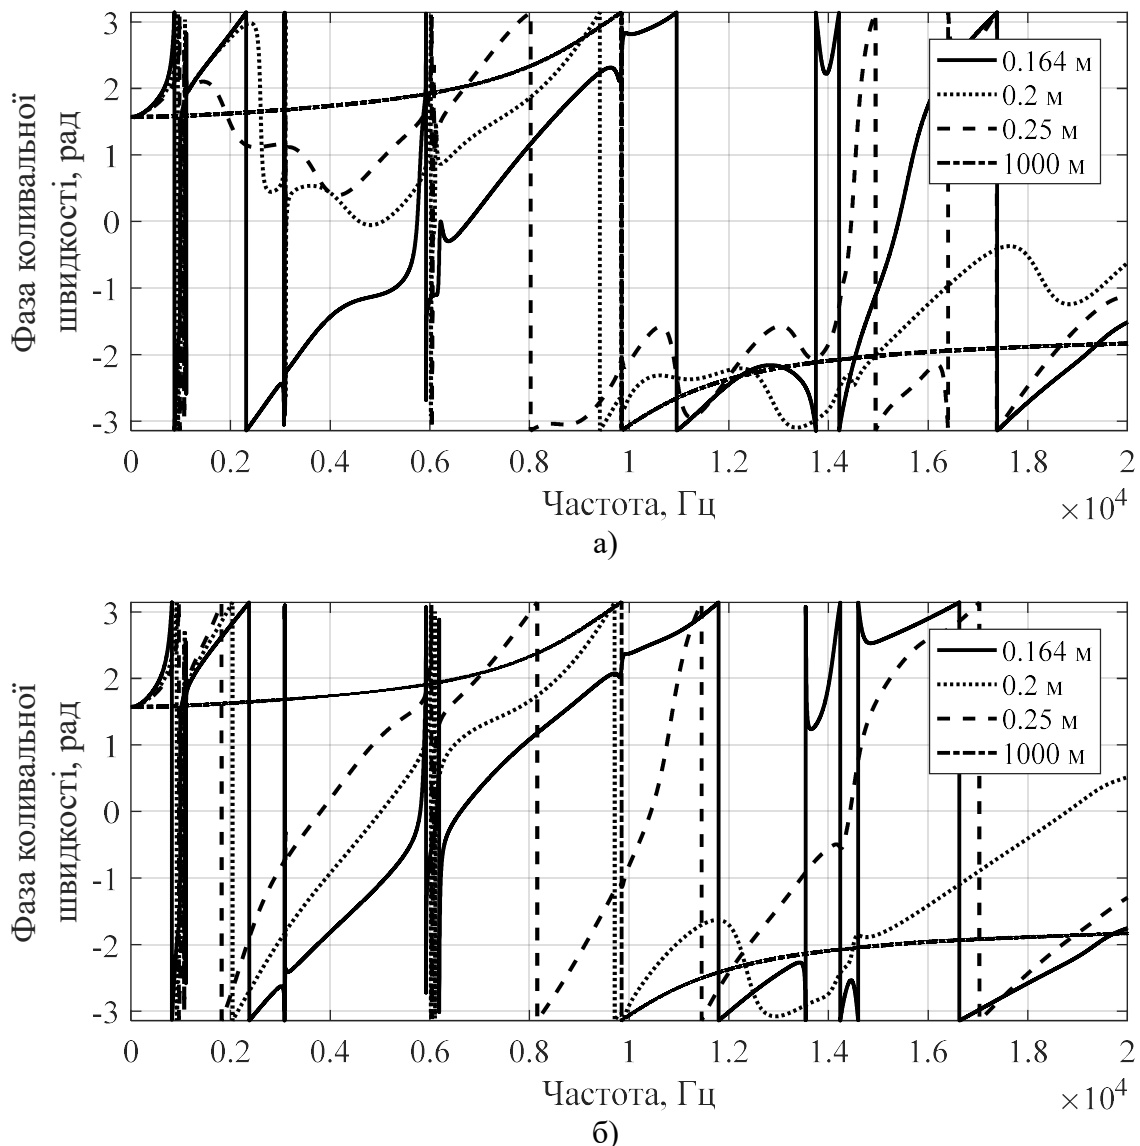 Фаза коливальної
швидкості, рад
3
2
1
0
-1
-2
-3
0 0.2 0.4 0.6 0.8 1 1.2 1.4 1.6 1.8 2
Частота, Гц
×10⁴
0.164 м
0.2 м
0.25 м
1000 м
а)
Фаза коливальної
швидкості, рад
3
2
1
0
-1
-2
-3
0 0.2 0.4 0.6 0.8 1 1.2 1.4 1.6 1.8 2
Частота, Гц
×10⁴
0.164 м
0.2 м
0.25 м
1000 м
б)